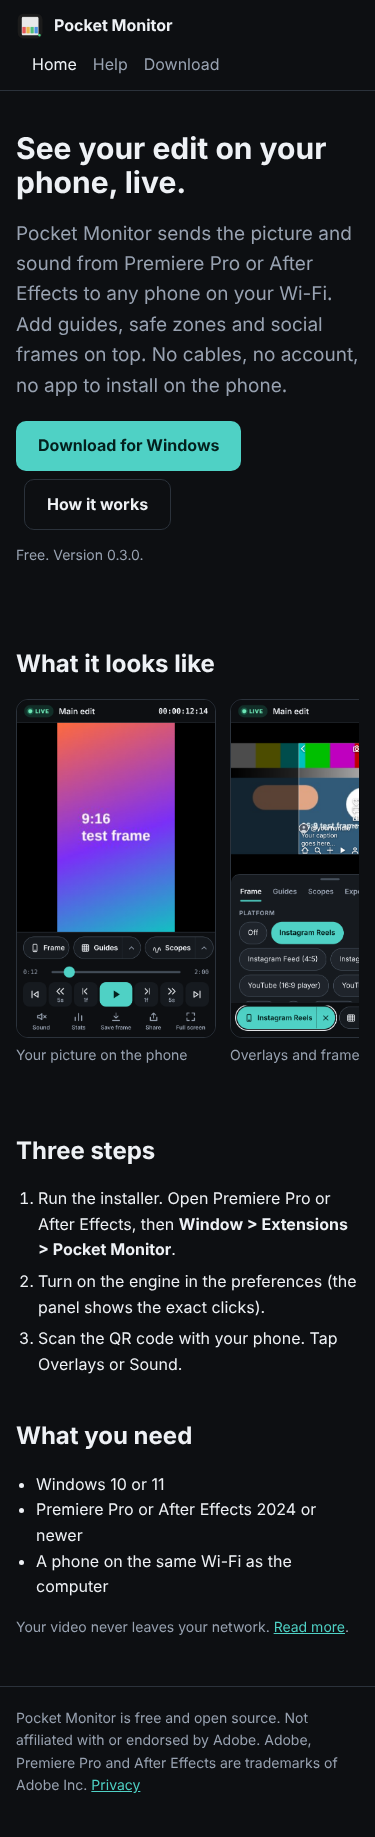 Pocket Monitor
Home Help Download
See your edit on your
phone, live.
Pocket Monitor sends the picture and
sound from Premiere Pro or After
Effects to any phone on your Wi-Fi.
Add guides, safe zones and social
frames on top. No cables, no account,
no app to install on the phone.
Download for Windows
How it works
Free. Version 0.3.0.
What it looks like
LIVE Main edit 00:00:12:14
9:16
test frame
Frame Guides Scopes
0:12 2:00
5s 1f 1f 5s
Sound Stats Save frame Share Full screen
Your picture on the phone
LIVE Main edit
Your caption
goes here...
Frame Guides Scopes
PLATFORM
Off Instagram Reels
Instagram Feed (4:5)
YouTube (16:9 player)
Instagram Reels
Overlays and frame
Three steps
1. Run the installer. Open Premiere Pro or
After Effects, then Window > Extensions
> Pocket Monitor.
2. Turn on the engine in the preferences (the
panel shows the exact clicks).
3. Scan the QR code with your phone. Tap
Overlays or Sound.
What you need
• Windows 10 or 11
• Premiere Pro or After Effects 2024 or
newer
• A phone on the same Wi-Fi as the
computer
Your video never leaves your network. Read more.
Pocket Monitor is free and open source. Not
affiliated with or endorsed by Adobe. Adobe,
Premiere Pro and After Effects are trademarks of
Adobe Inc. Privacy